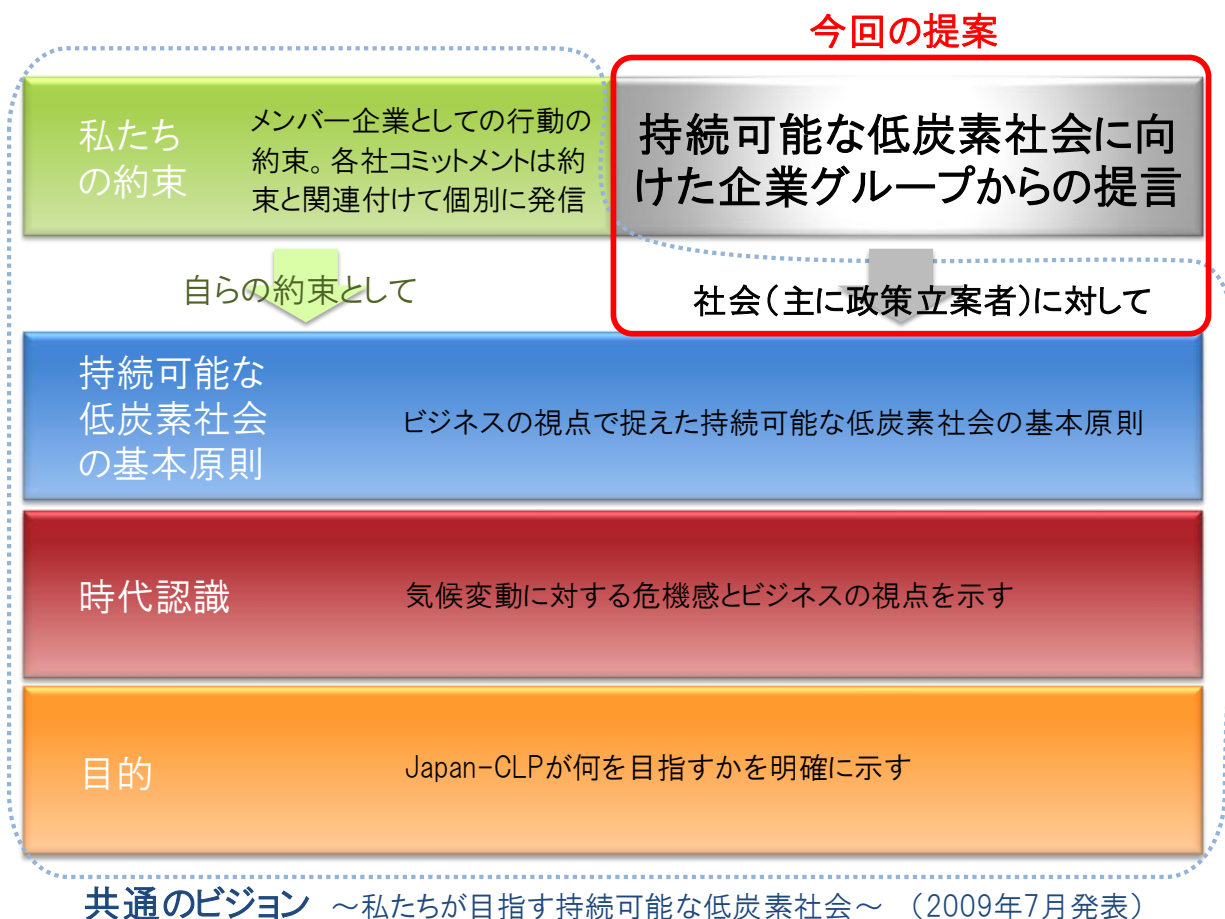 今回の提案
私たち
の約束
メンバー企業としての行動の
約束。各社コミットメントは約
束と関連付けて個別に発信
持続可能な低炭素社会に向
けた企業グループからの提言
自らの約束として
社会（主に政策立案者）に対して
持続可能な
低炭素社会
の基本原則
ビジネスの視点で捉えた持続可能な低炭素社会の基本原則
時代認識
気候変動に対する危機感とビジネスの視点を示す
目的
Japan-CLPが何を目指すかを明確に示す
共通のビジョン ～私たちが目指す持続可能な低炭素社会～ （2009年7月発表）